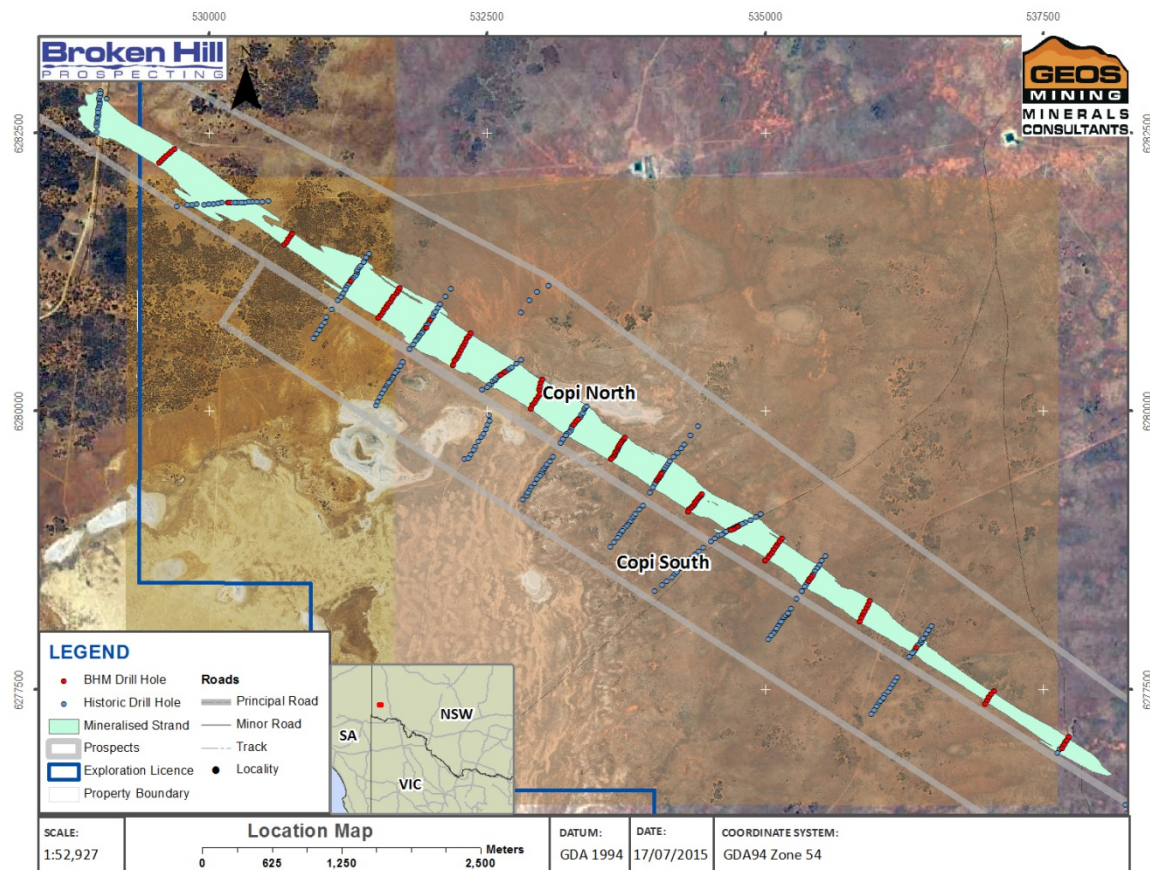 530000
532500
535000
537500
Broken Hill
PROSPECTING
N
GEOS
MINING
MINERALS
CONSULTANTS
6282500
6282500
Copi North
6280000
6280000
Copi South
6277500
6277500
LEGEND
BHM Drill Hole
Historic Drill Hole
Mineralised Strand
Prospects
Exploration Licence
Property Boundary
Roads
Principal Road
Minor Road
Track
Locality
SA
NSW
VIC
SCALE:
1:52,927
Location Map
0 625 1,250 2,500 Meters
DATUM:
GDA 1994
DATE:
17/07/2015
COORDINATE SYSTEM:
GDA94 Zone 54